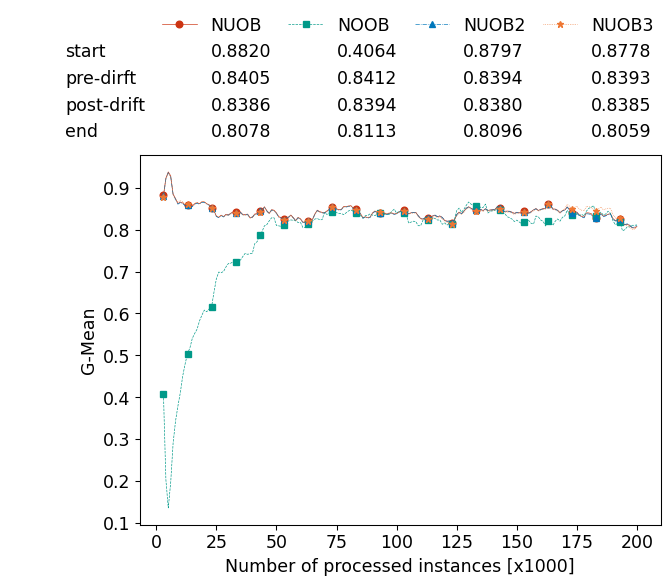 NUOB NOOB NUOB2 NUOB3
start 0.8820 0.4064 0.8797 0.8778
pre-dirft 0.8405 0.8412 0.8394 0.8393
post-drift 0.8386 0.8394 0.8380 0.8385
end 0.8078 0.8113 0.8096 0.8059
0.9
0.8
0.7
0.6
0.5
0.4
0.3
0.2
0.1
G-Mean
0 25 50 75 100 125 150 175 200
Number of processed instances [x1000]